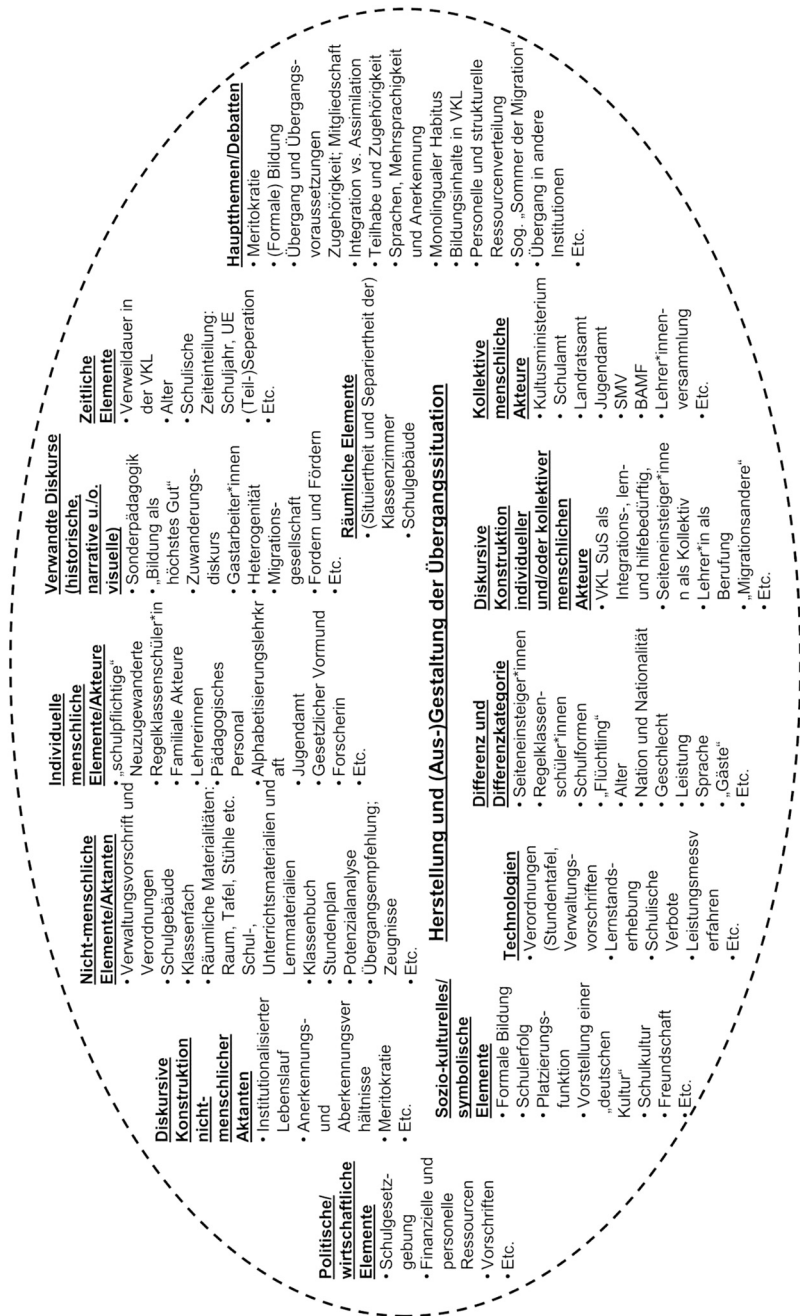 Politische/
wirtschaftliche
Elemente
• Schulgesetz-
gebung
• Finanzielle und
personelle
Ressourcen
• Vorschriften
• Etc.
Diskursive
Konstruktion
nicht-
menschlicher
Aktanten
• Institutionalisierter
Lebenslauf
• Anerkennungs-
und
Aberkennungsver
hältnisse
• Meritokratie
• Etc.
Nicht-menschliche
Elemente/Aktanten
• Verwaltungsvorschrift und
Verordnungen
• Schulgebäude
• Klassenfach
• Räumliche Materialitäten;
Raum, Tafel, Stühle etc.
Schul-,
Unterrichtsmaterialien und
Lernmaterialien
• Klassenbuch
• Stundenplan
• Potenzialanalyse
• Übergangsempfehlung;
Zeugnisse
• Etc.
Individuelle
menschliche
Elemente/Akteure
• „schulpflichtige“
Neuzugewanderte
• Regelklassenschüler*in
• Familiale Akteure
• Lehrerinnen
• Pädagogisches
Personal
• Alphabetisierungslehrkr
aft
• Jugendamt
• Gesetzlicher Vormund
• Forscherin
• Etc.
Verwandte Diskurse
(historische,
narrative u./o.
visuelle)
• Sonderpädagogik
• „Bildung als
höchstes Gut“
• Zuwanderungs-
diskurs
• Gastarbeiter*innen
• Heterogenität
• Migrations-
gesellschaft
• Fordern und Fördern
• Etc.
Zeitliche
Elemente
• Verweildauer in
der VKL
• Alter
• Schulische
Zeiteinteilung;
Schuljahr, UE
• (Teil-)Seperation
• Etc.
Räumliche Elemente
• (Situiertheit und Separiertheit der)
Klassenzimmer
• Schulgebäude
Hauptthemen/Debatten
• Meritokratie
• (Formale) Bildung
• Übergang und Übergangs-
voraussetzungen
Zugehörigkeit; Mitgliedschaft
• Integration vs. Assimilation
• Teilhabe und Zugehörigkeit
• Sprachen, Mehrsprachigkeit
und Anerkennung
• Monolingualer Habitus
• Bildungsinhalte in VKL
• Personelle und strukturelle
Ressourcenverteilung
• Sog. „Sommer der Migration“
• Übergang in andere
Institutionen
• Etc.
Herstellung und (Aus-)Gestaltung der Übergangssituation
Sozio-kulturelles/
symbolische
Elemente
• Formale Bildung
• Schulerfolg
• Platzierungs-
funktion
• Vorstellung einer
„deutschen
Kultur“
• Schulkultur
• Freundschaft
• Etc.
Technologien
• Verordnungen
(Stundentafel,
Verwaltungs-
vorschriften
• Lernstands-
erhebung
• Schulische
Verbote
• Leistungsmessv
erfahren
• Etc.
Differenz und
Differenzkategorie
• Seiteneinsteiger*innen
• Regelklassen-
schüler*innen
• Schulformen
• „Flüchtling“
• Alter
• Nation und Nationalität
• Geschlecht
• Leistung
• Sprache
• „Gäste“
• Etc.
Diskursive
Konstruktion
individueller
und/oder kollektiver
menschlichen
Akteure
• VKL SuS als
Integrations-, lern-
und hilfebedürftig,
• Seiteneinsteiger*inne
n als Kollektiv
• Lehrer*in als
Berufung
• „Migrationsandere“
• Etc.
Kollektive
menschliche
Akteure
• Kultusministerium
• Schulamt
• Landratsamt
• Jugendamt
• SMV
• BAMF
• Lehrer*innen-
versammlung
• Etc.